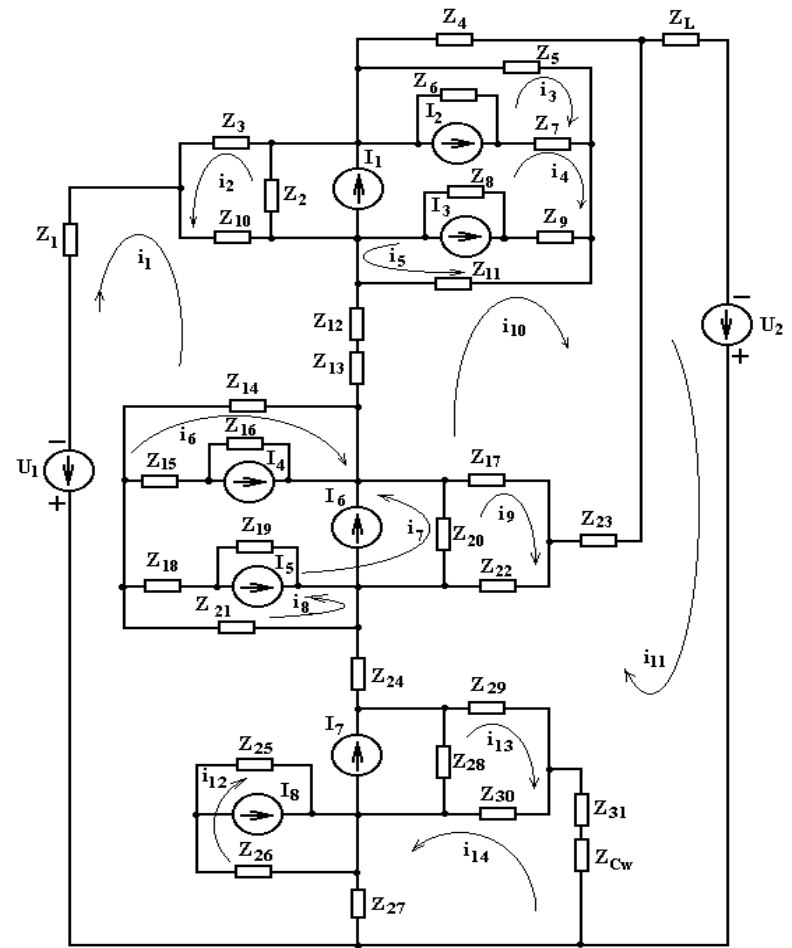 Z4 ZL
Z5
Z6 i3
Z3 I2 Z7
I1
i2 Z2 Z8 i4
I3
Z10 Z9
Z1
i1 i5 Z11
−
Z12 i10 U2
+
Z13
Z14
−
i6 Z16 Z17
U1 Z15 I4
+
I6 i7 i9 Z23
Z19 Z20
Z18 I5 Z22
i8
Z21
i11
Z24 Z29
I7
Z25 i13
i12 Z28
I8 Z30
Z31
Z26 i14 ZCw
Z27